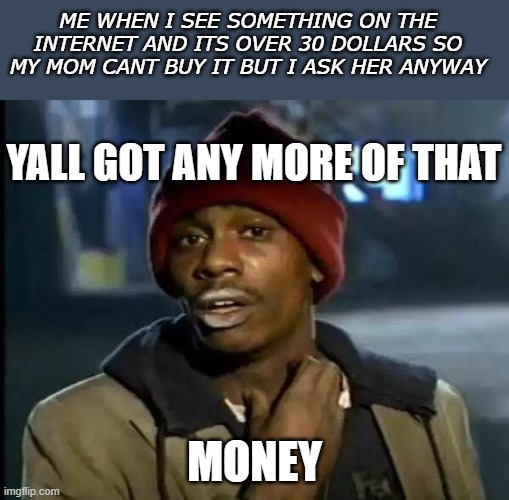 ME WHEN I SEE SOMETHING ON THE
INTERNET AND ITS OVER 30 DOLLARS SO
MY MOM CANT BUY IT BUT I ASK HER ANYWAY
YALL GOT ANY MORE OF THAT
MONEY
imgflip.com